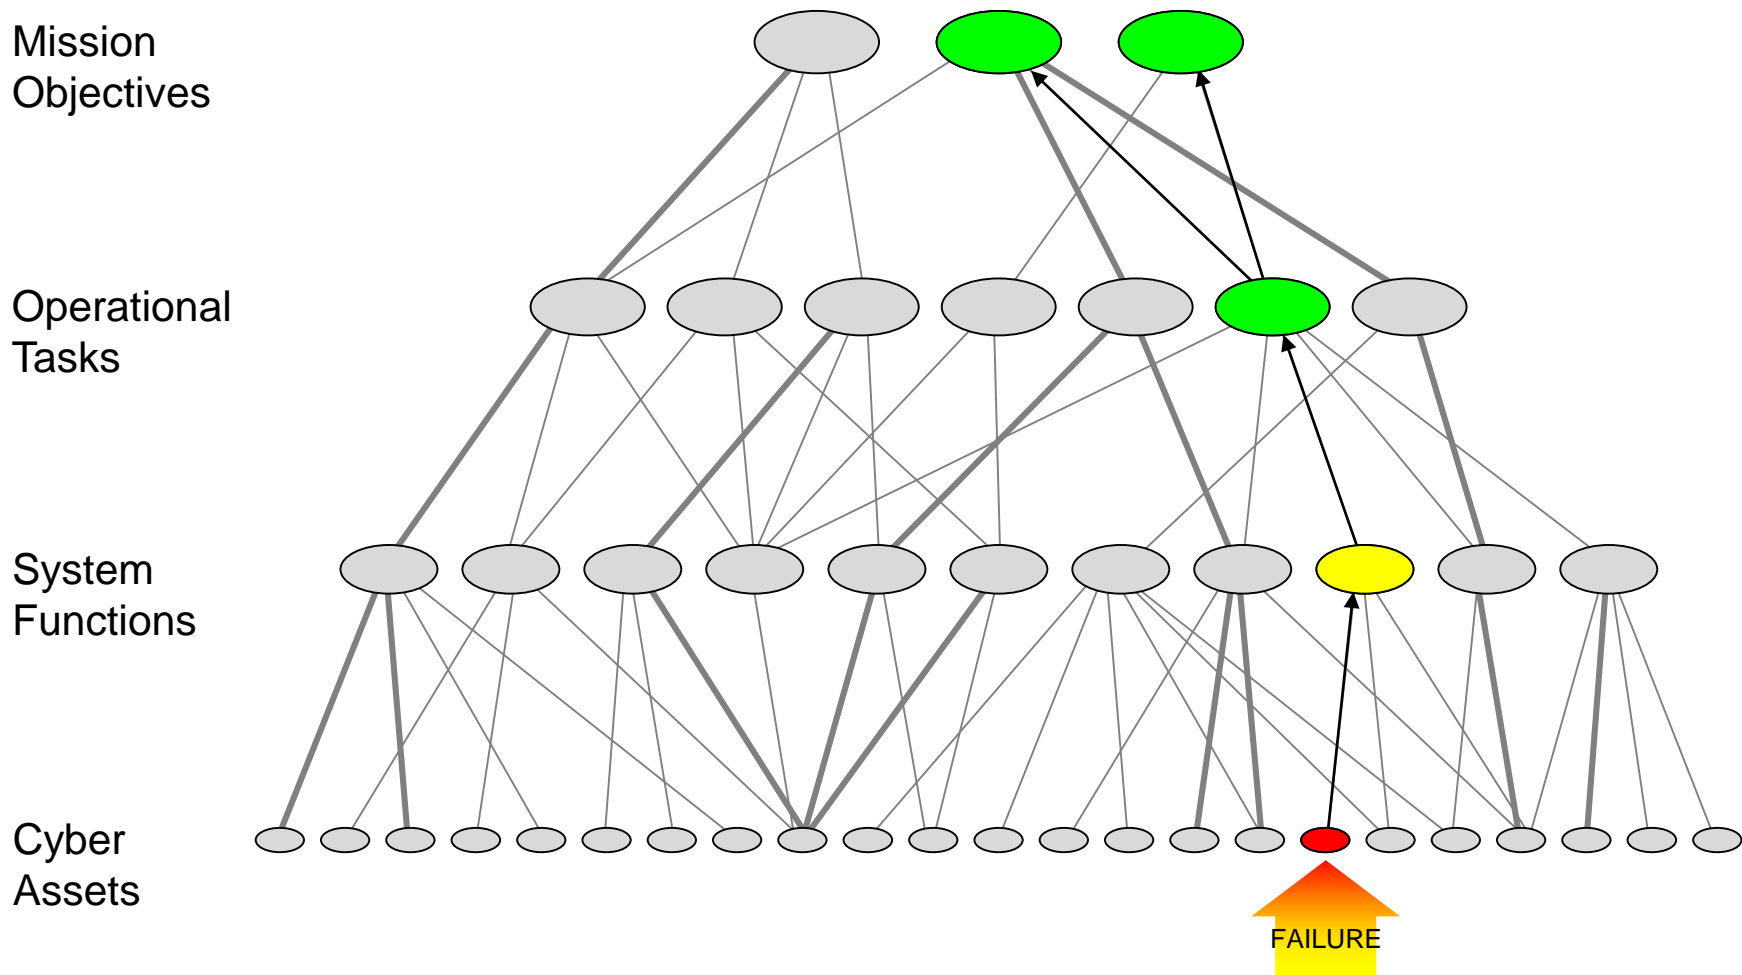 Mission
Objectives
Operational
Tasks
System
Functions
Cyber
Assets
FAILURE